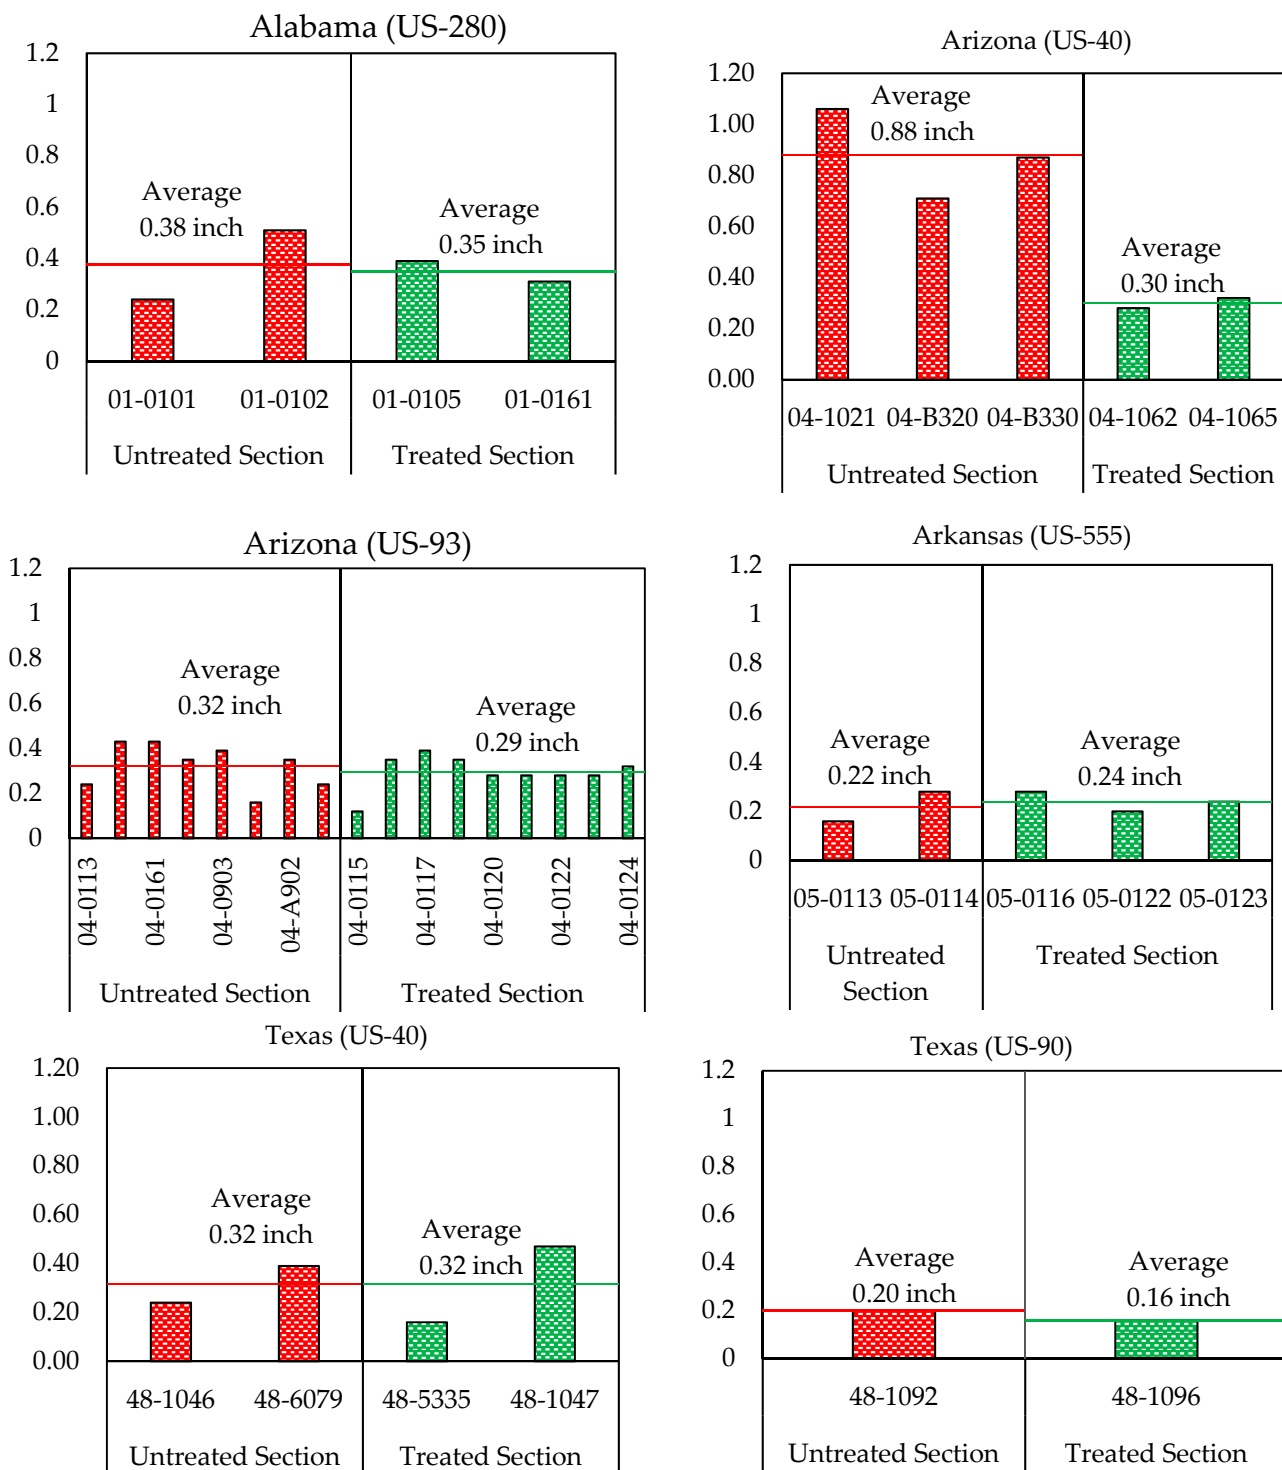 Alabama (US-280)
1.2
1
0.8
0.6
0.4
0.2
0
Average
0.38 inch
Average
0.35 inch
01-0101 01-0102 01-0105 01-0161
Untreated Section Treated Section
Arizona (US-40)
1.20
1.00
0.80
0.60
0.40
0.20
0.00
Average
0.88 inch
Average
0.30 inch
04-1021 04-B320 04-B330 04-1062 04-1065
Untreated Section Treated Section
Arizona (US-93)
1.2
1
0.8
0.6
0.4
0.2
0
Average
0.32 inch
Average
0.29 inch
04-0113
04-0161
04-0903
04-A902
04-0115
04-0117
04-0120
04-0122
04-0124
Untreated Section Treated Section
Arkansas (US-555)
1.2
1
0.8
0.6
0.4
0.2
0
Average
0.22 inch
Average
0.24 inch
05-0113 05-0114 05-0116 05-0122 05-0123
Untreated
Section
Treated Section
Texas (US-40)
1.20
1.00
0.80
0.60
0.40
0.20
0.00
Average
0.32 inch
Average
0.32 inch
48-1046 48-6079 48-5335 48-1047
Untreated Section Treated Section
Texas (US-90)
1.2
1
0.8
0.6
0.4
0.2
0
Average
0.20 inch
Average
0.16 inch
48-1092 48-1096
Untreated Section Treated Section